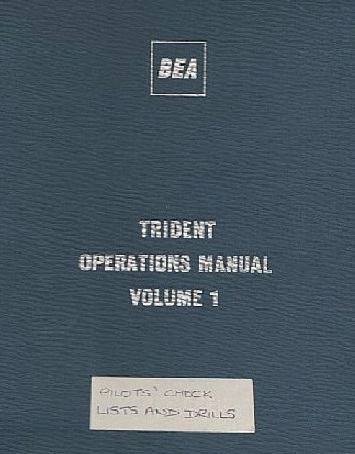 BEA
TRIDENT
OPERATIONS MANUAL
VOLUME 1
PILOTS' CHECK
LISTS AND DRILLS